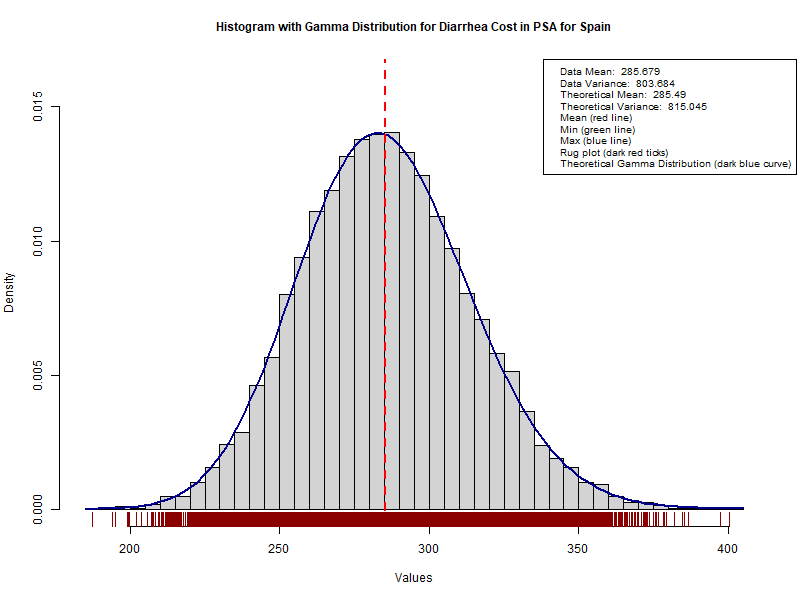 Histogram with Gamma Distribution for Diarrhea Cost in PSA for Spain
Data Mean: 285.679
Data Variance: 803.684
Theoretical Mean: 285.49
Theoretical Variance: 815.045
Mean (red line)
Min (green line)
Max (blue line)
Rug plot (dark red ticks)
Theoretical Gamma Distribution (dark blue curve)
Density
0.015
0.010
0.005
0.000
200 250 300 350 400
Values